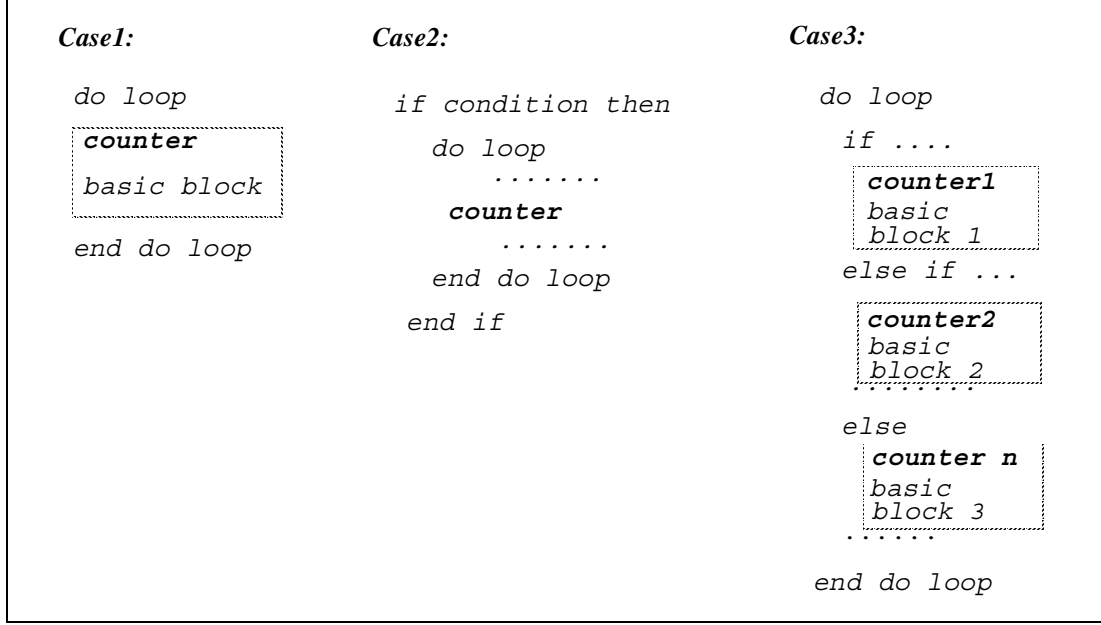 Case1:
do loop
counter
basic block
end do loop
Case2:
if condition then
do loop
.......
counter
.......
end do loop
end if
Case3:
do loop
if ....
counter1
basic
block 1
else if ...
counter2
basic
block 2
........
else
counter n
basic
block 3
......
end do loop